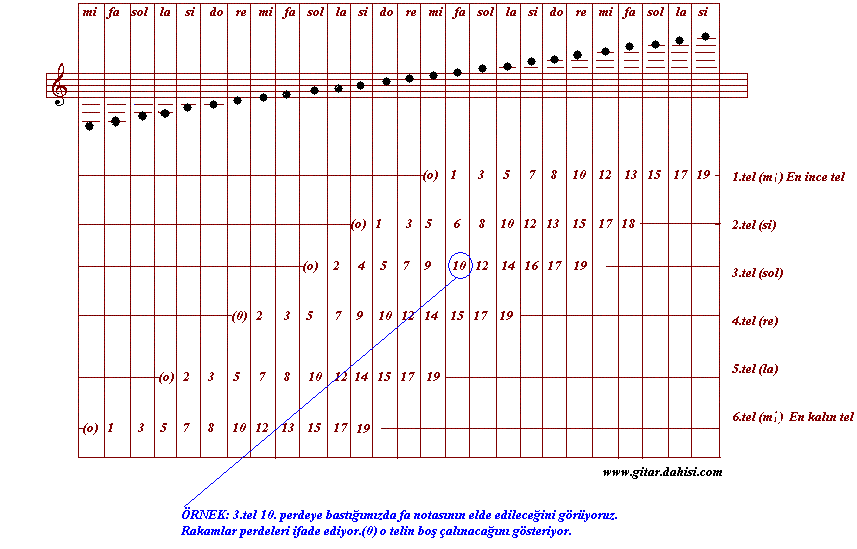 mi fa sol la si do re mi fa sol la si do re mi fa sol la si do re mi fa sol la si
(o) 1 3 5 7 8 10 12 13 15 17 19 1.tel (mi) En ince tel
(o) 1 3 5 6 8 10 12 13 15 17 18 2.tel (si)
(o) 2 4 5 7 9 10 12 14 16 17 19 3.tel (sol)
(0) 2 3 5 7 9 10 12 14 15 17 19 4.tel (re)
(o) 2 3 5 7 8 10 12 14 15 17 19 5.tel (la)
(o) 1 3 5 7 8 10 12 13 15 17 19 6.tel (mi) En kalın tel
www.gitar.dahisi.com
ÖRNEK: 3.tel 10. perdeye bastığımızda fa notasının elde edileceğini görüyoruz.
Rakamlar perdeleri ifade ediyor.(0) o telin boş çalınacağını gösteriyor.